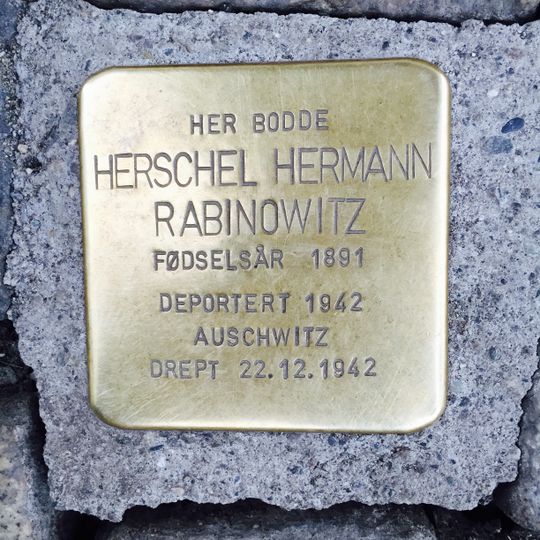 HER BODDE
HERSCHEL HERMANN
RABINOWITZ
FØDSELSÅR 1891
DEPORTERT 1942
AUSCHWITZ
DREPT 22.12.1942